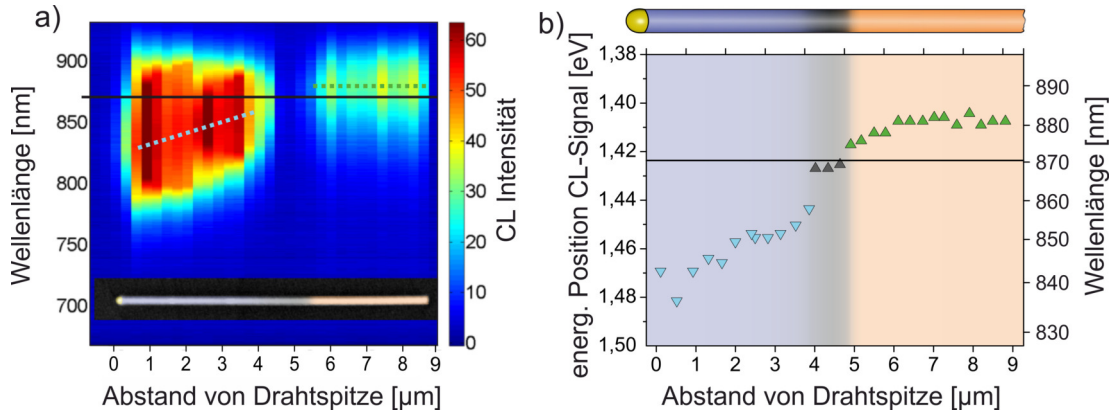 a)
Wellenlänge [nm]
900
850
800
750
700
0 1 2 3 4 5 6 7 8 9
Abstand von Drahtspitze [µm]
60
50
40
30
20
10
0
CL Intensität
b)
energ. Position CL-Signal [eV]
1,38
1,40
1,42
1,44
1,46
1,48
1,50
0 1 2 3 4 5 6 7 8 9
Abstand von Drahtspitze [µm]
890
880
870
860
850
840
830
Wellenlänge [nm]